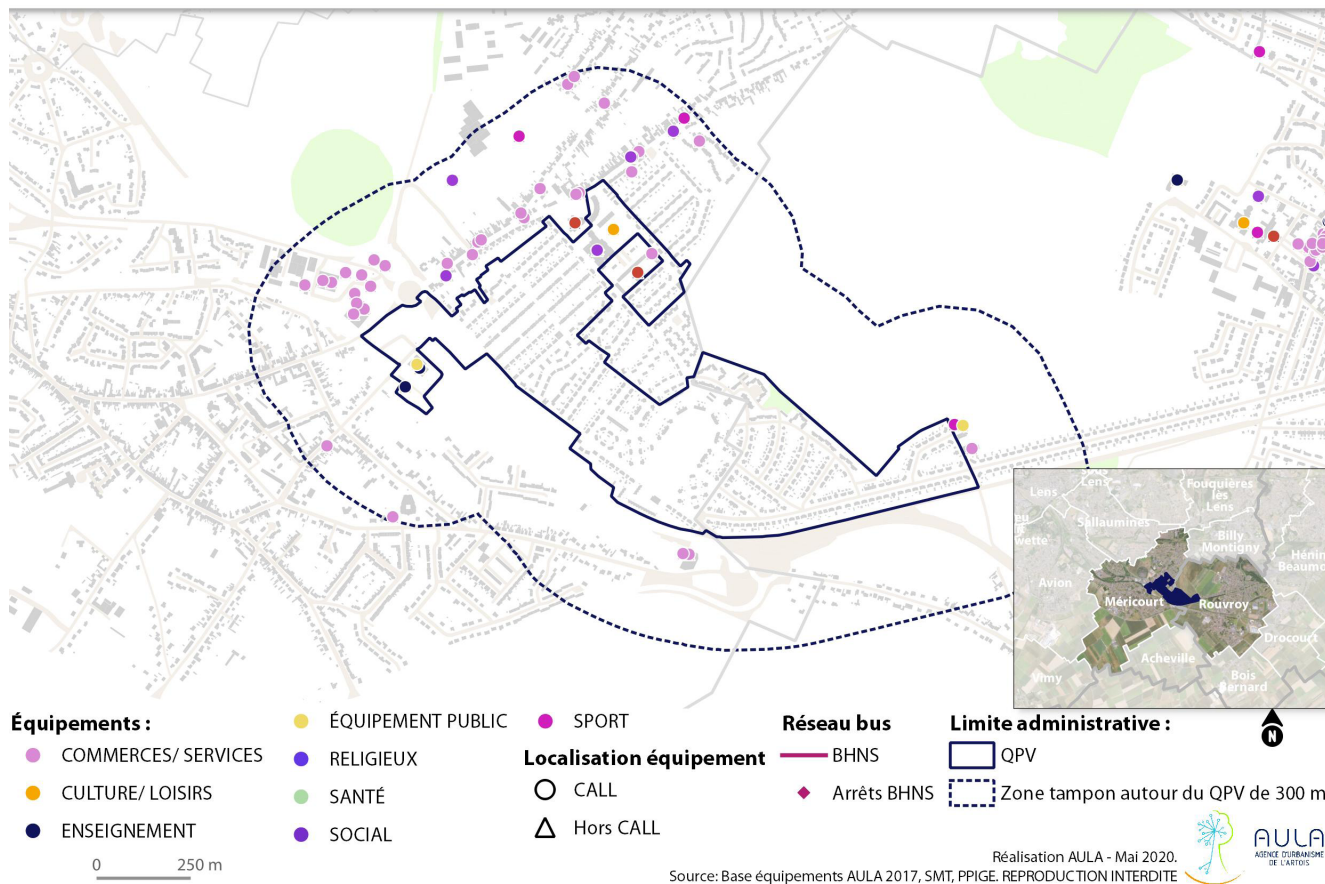 Lens
Lens
Fouquières
les
Lens
eu
wette
Sallaumines
Billy
Montigny
Hénin
Beaumo
Avion
Méricourt
Rouvroy
Drocourt
Acheville
Vimy
Bois
Bernard
N
Équipements :
COMMERCES/ SERVICES
CULTURE/ LOISIRS
ENSEIGNEMENT
ÉQUIPEMENT PUBLIC
RELIGIEUX
SANTÉ
SOCIAL
SPORT
Localisation équipement
CALL
Hors CALL
Réseau bus
BHNS
Arrêts BHNS
Limite administrative :
QPV
Zone tampon autour du QPV de 300 m
0 250 m
Réalisation AULA - Mai 2020.
Source: Base équipements AULA 2017, SMT, PPIGE. REPRODUCTION INTERDITE
AULA
AGENCE D'URBANISME
DE L'ARTOIS